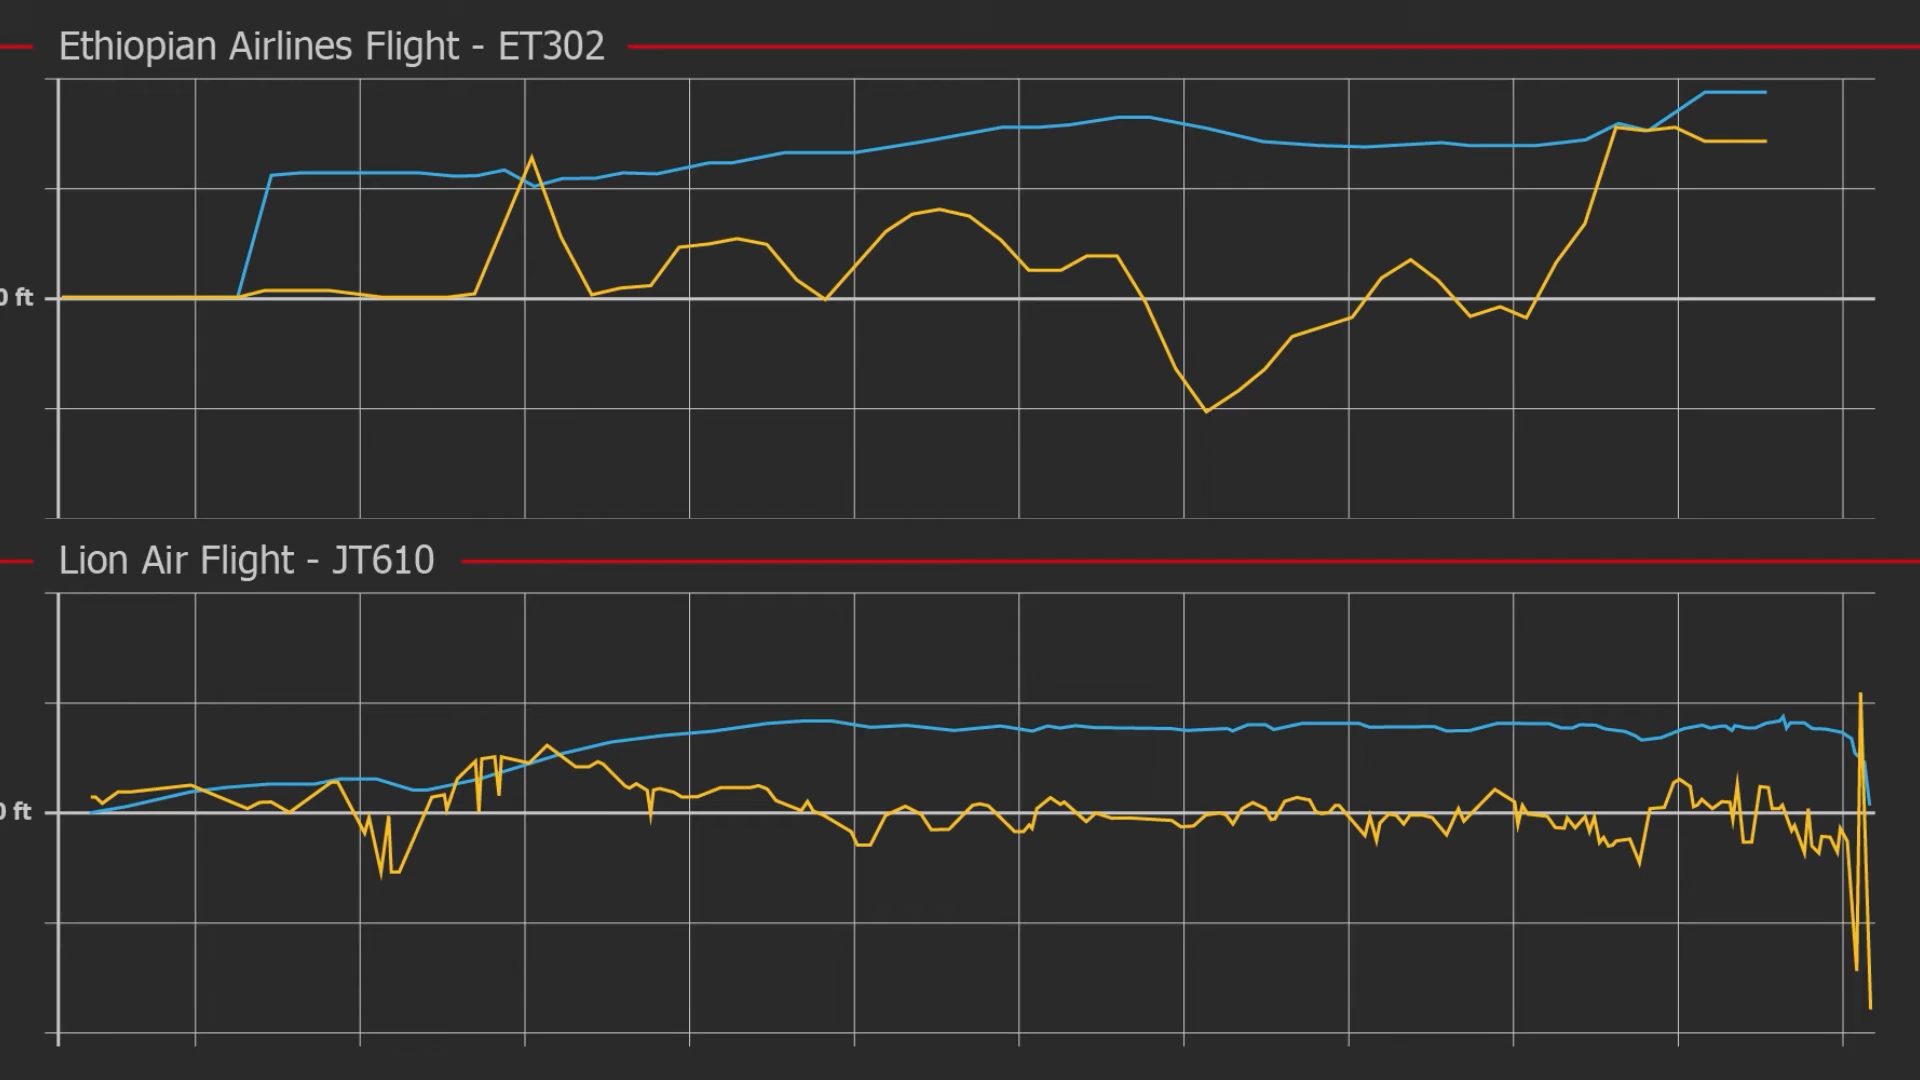 Ethiopian Airlines Flight - ET302
0 ft
Lion Air Flight - JT610
0 ft